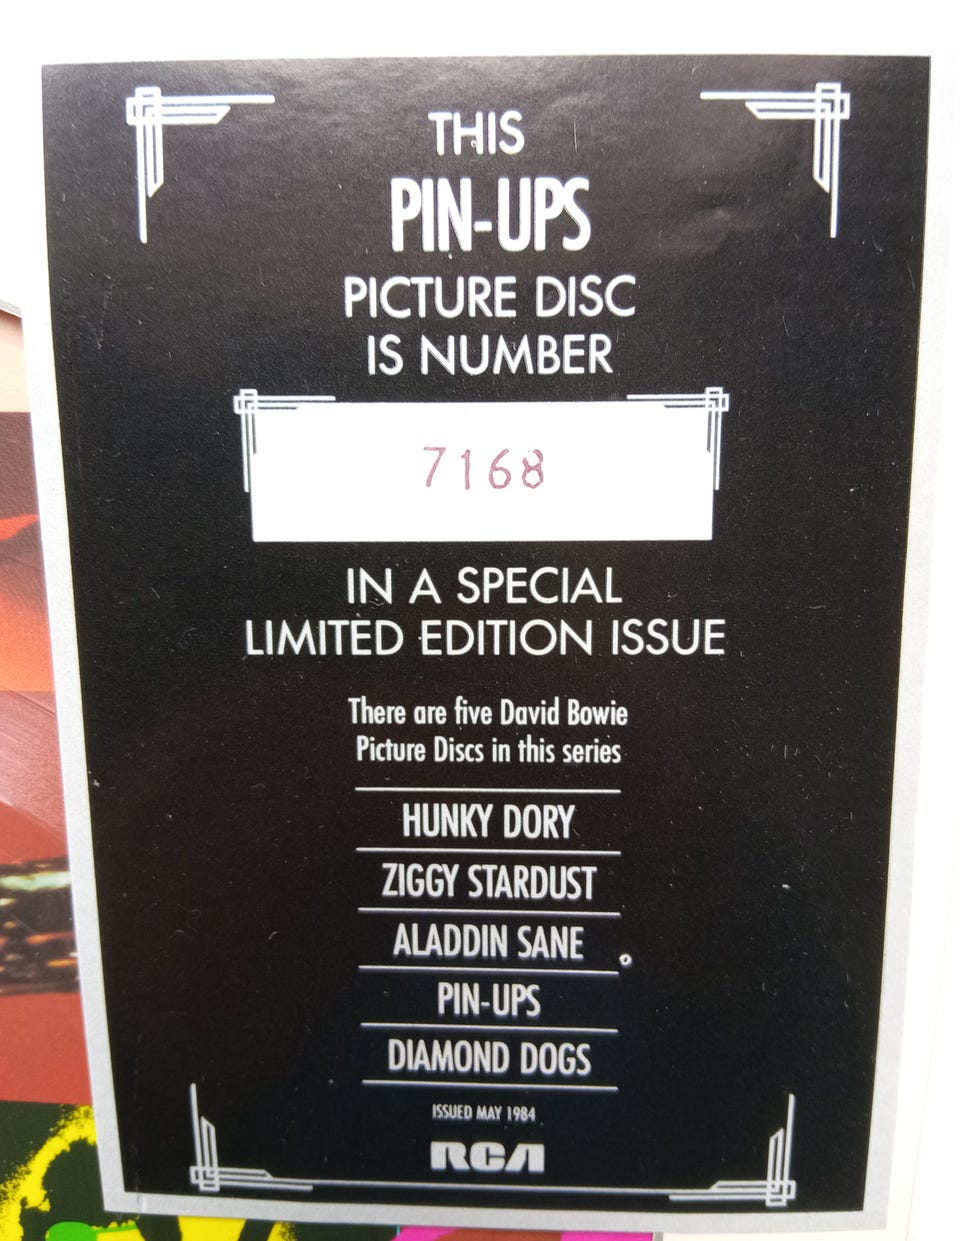 THIS
PIN-UPS
PICTURE DISC
IS NUMBER
7168
IN A SPECIAL
LIMITED EDITION ISSUE
There are five David Bowie
Picture Discs in this series
HUNKY DORY
ZIGGY STARDUST
ALADDIN SANE
PIN-UPS
DIAMOND DOGS
ISSUED MAY 1984
RCA